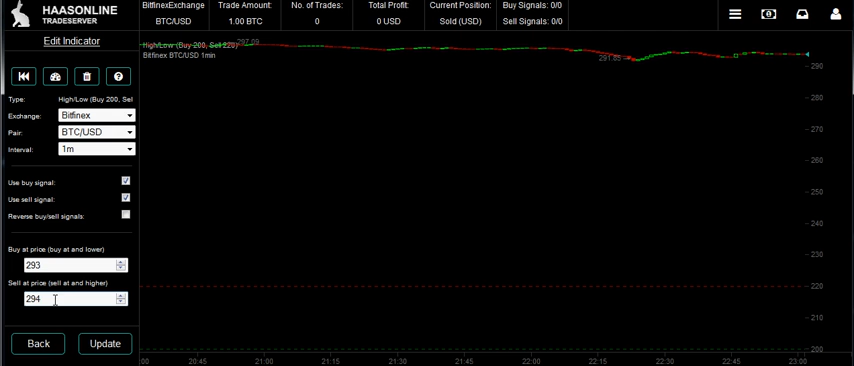 HAASONLINE
TRADESERVER
BitfinexExchange
BTC/USD
Trade Amount:
1.00 BTC
No. of Trades:
0
Total Profit:
0 USD
Current Position:
Sold (USD)
Buy Signals: 0/0
Sell Signals: 0/0
Edit Indicator
Type:
High/Low (Buy 200, Sel
Exchange:
Bitfinex
Pair:
BTC/USD
Interval:
1m
Use buy signal:
Use sell signal:
Reverse buy/sell signals:
Buy at price (buy at and lower)
293
Sell at price (sell at and higher)
294
Back
Update
High/Low (Buy 200, Sell 220)
297.09
Bitfinex BTC/USD 1min
291.85
290
280
270
260
250
240
230
220
210
200
:00
20:45
21:00
21:15
21:30
21:45
22:00
22:15
22:30
22:45
23:00